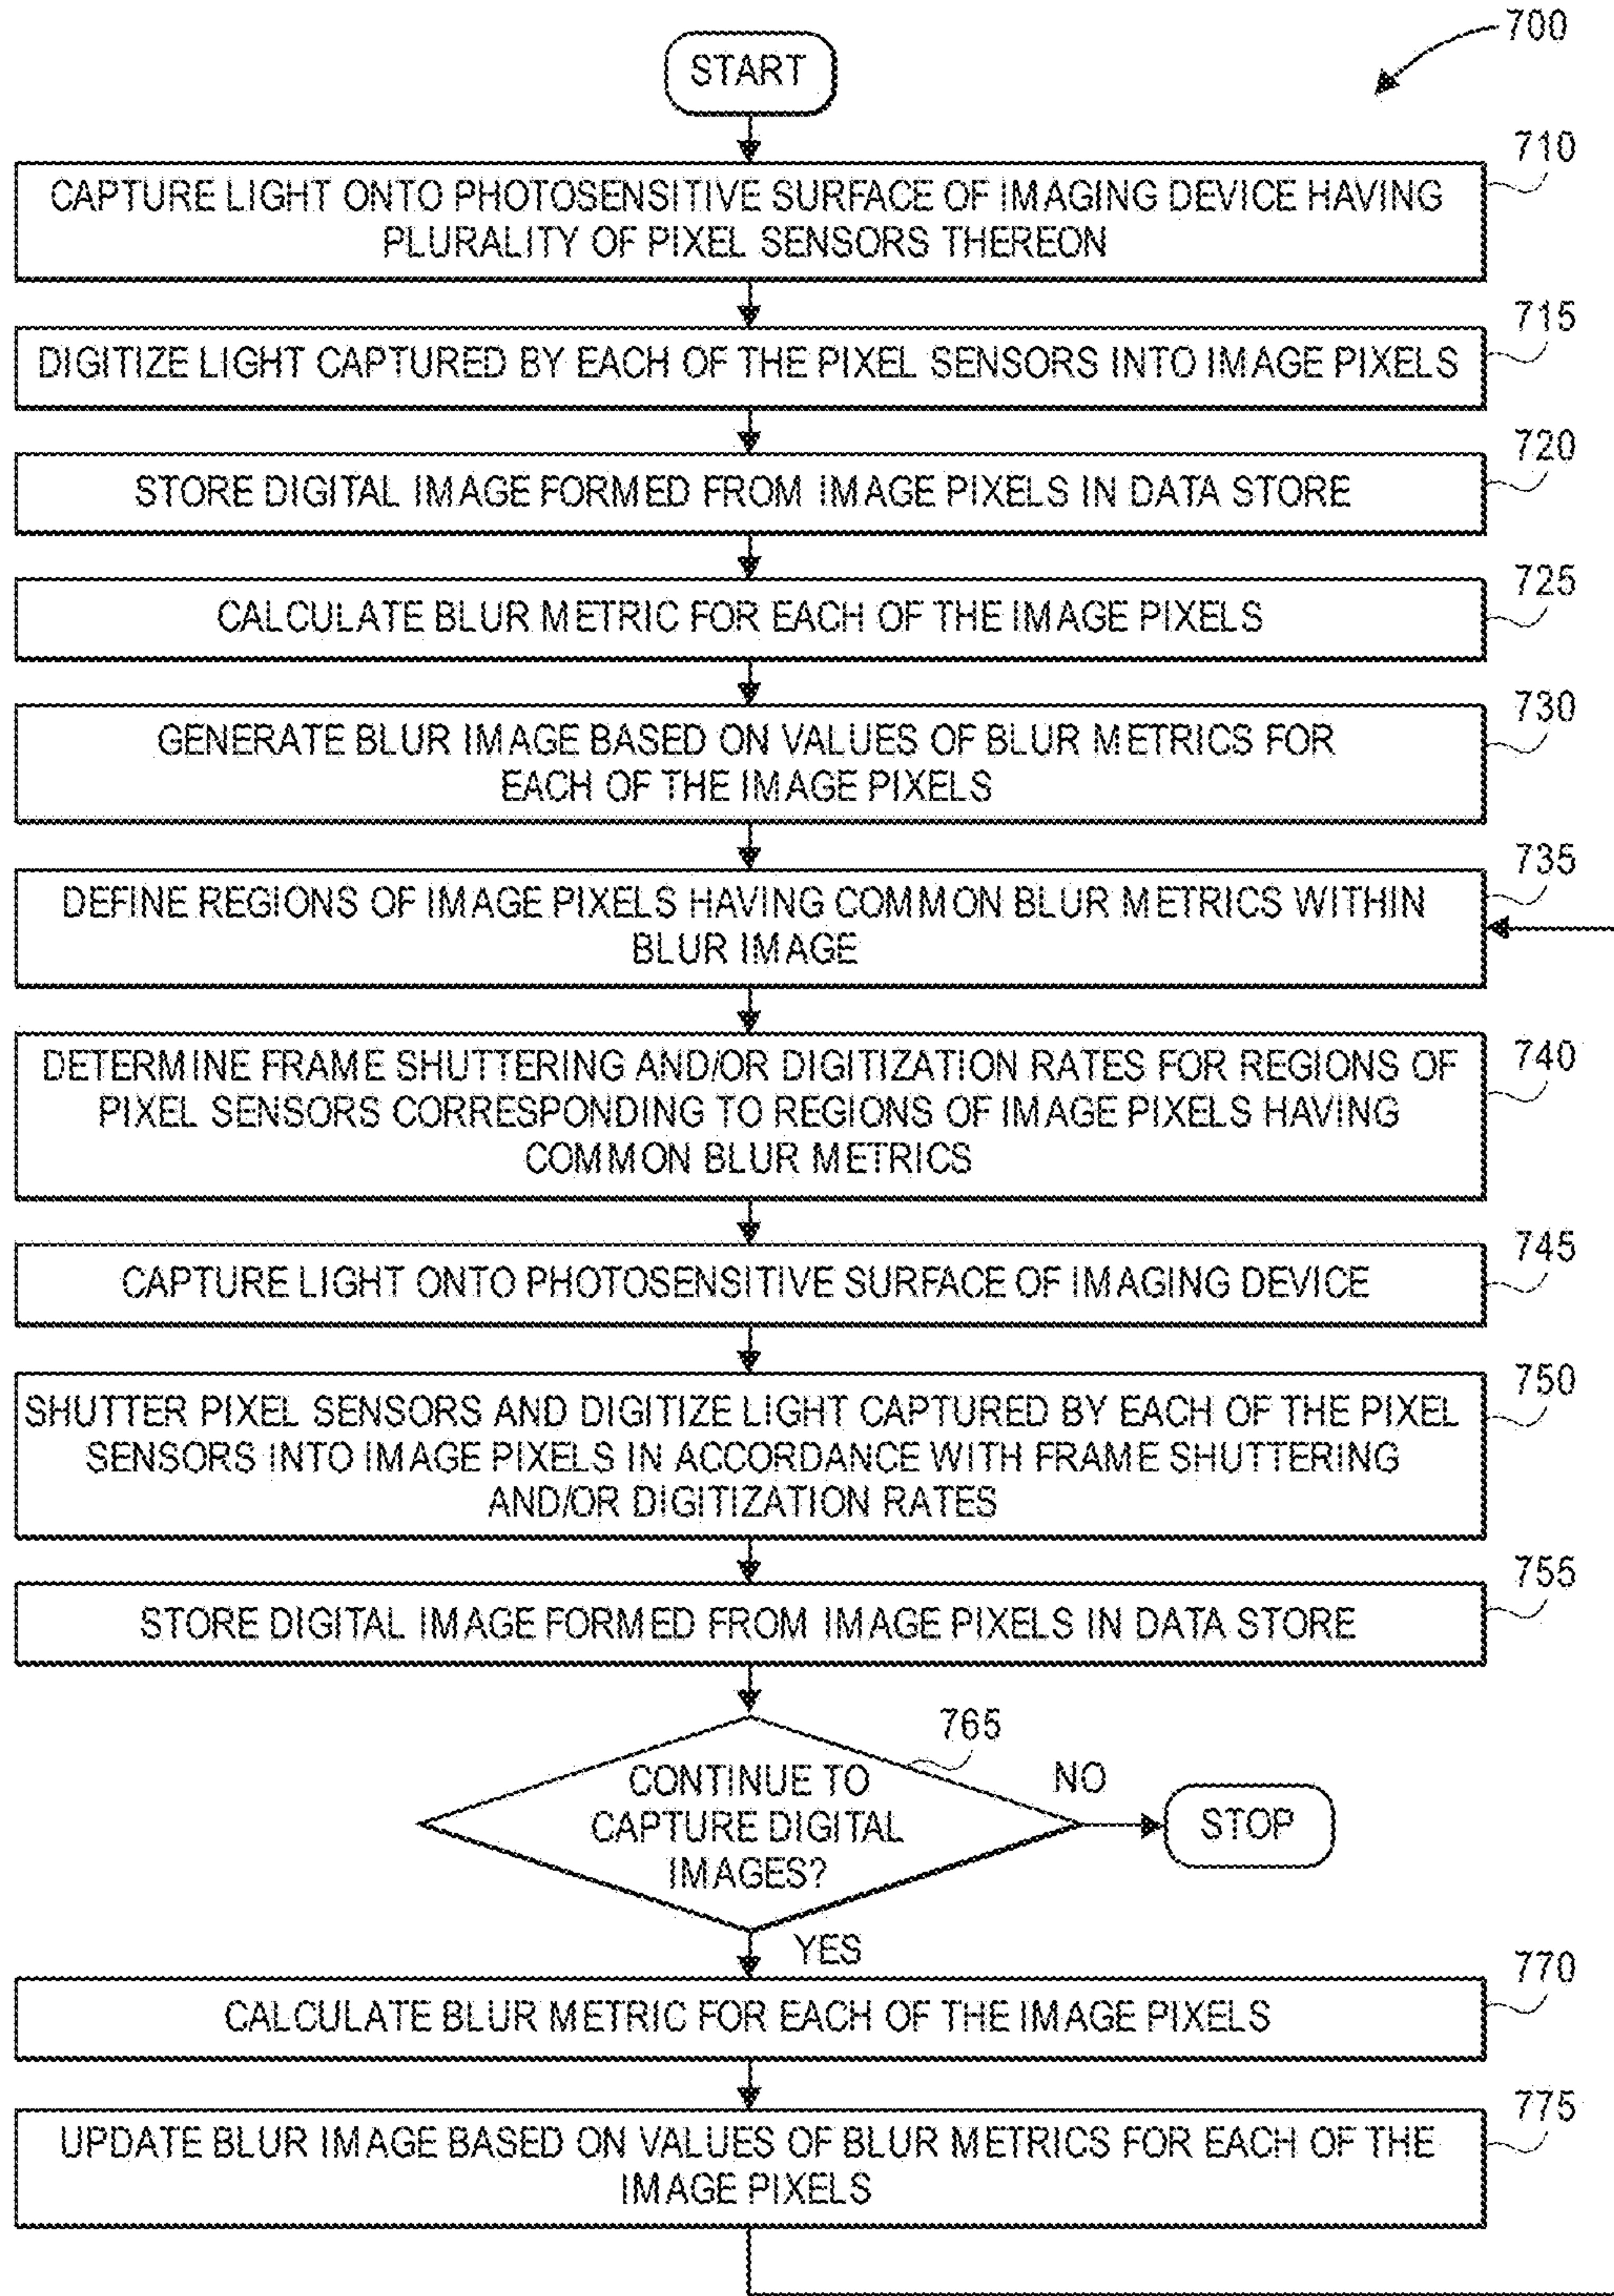 700
START
710
CAPTURE LIGHT ONTO PHOTOSENSITIVE SURFACE OF IMAGING DEVICE HAVING
PLURALITY OF PIXEL SENSORS THEREON
715
DIGITIZE LIGHT CAPTURED BY EACH OF THE PIXEL SENSORS INTO IMAGE PIXELS
720
STORE DIGITAL IMAGE FORMED FROM IMAGE PIXELS IN DATA STORE
725
CALCULATE BLUR METRIC FOR EACH OF THE IMAGE PIXELS
730
GENERATE BLUR IMAGE BASED ON VALUES OF BLUR METRICS FOR
EACH OF THE IMAGE PIXELS
735
DEFINE REGIONS OF IMAGE PIXELS HAVING COMMON BLUR METRICS WITHIN
BLUR IMAGE
740
DETERMINE FRAME SHUTTERING AND/OR DIGITIZATION RATES FOR REGIONS OF
PIXEL SENSORS CORRESPONDING TO REGIONS OF IMAGE PIXELS HAVING
COMMON BLUR METRICS
745
CAPTURE LIGHT ONTO PHOTOSENSITIVE SURFACE OF IMAGING DEVICE
750
SHUTTER PIXEL SENSORS AND DIGITIZE LIGHT CAPTURED BY EACH OF THE PIXEL
SENSORS INTO IMAGE PIXELS IN ACCORDANCE WITH FRAME SHUTTERING
AND/OR DIGITIZATION RATES
755
STORE DIGITAL IMAGE FORMED FROM IMAGE PIXELS IN DATA STORE
765
CONTINUE TO
CAPTURE DIGITAL
IMAGES?
NO
STOP
YES
770
CALCULATE BLUR METRIC FOR EACH OF THE IMAGE PIXELS
775
UPDATE BLUR IMAGE BASED ON VALUES OF BLUR METRICS FOR EACH OF THE
IMAGE PIXELS